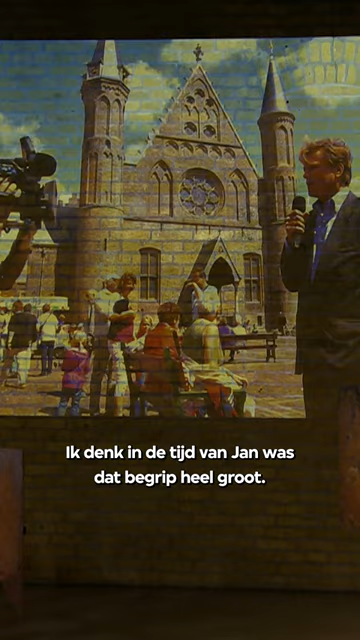 Ik denk in de tijd van Jan was
dat begrip heel groot.